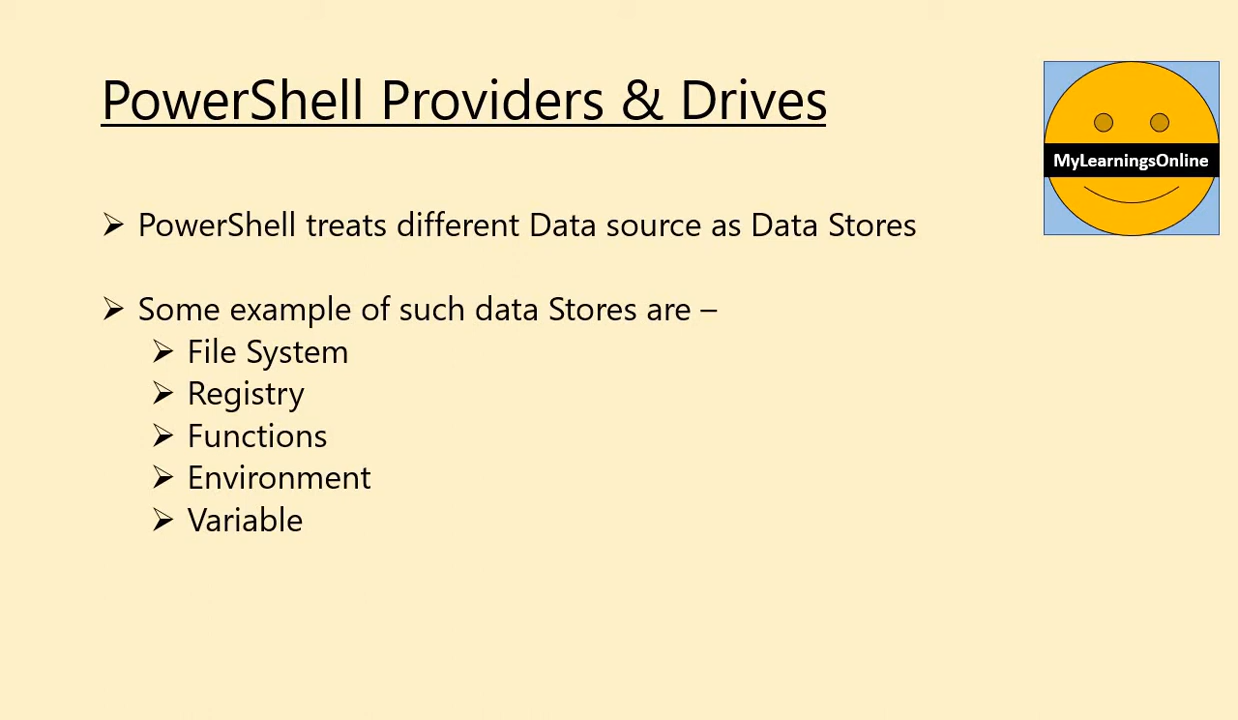 PowerShell Providers & Drives
MyLearningsOnline
PowerShell treats different Data source as Data Stores
Some example of such data Stores are –
File System
Registry
Functions
Environment
Variable